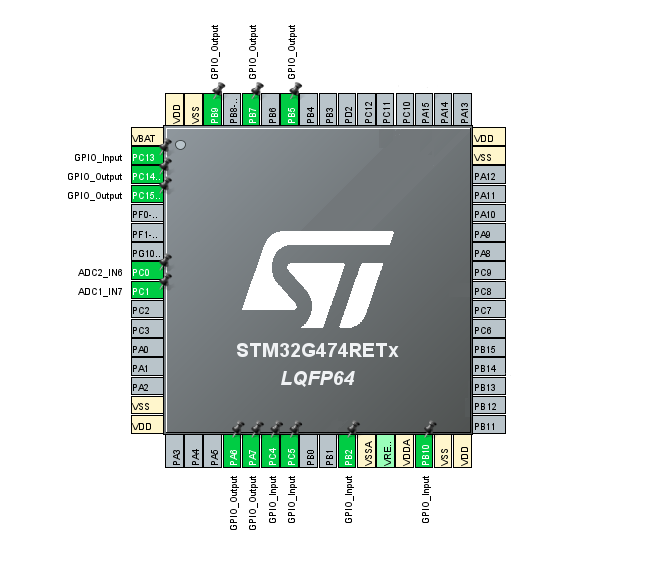 GPIO_Output
GPIO_Output
GPIO_Output
VDD
VSS
PB9
PB8-..
PB7
PB6
PB5
PB4
PB3
PD2
PC12
PC11
PC10
PA15
PA14
PA13
VBAT
GPIO_Input PC13
GPIO_Output PC14..
GPIO_Output PC15..
PF0-..
PF1-..
PG10..
ADC2_IN6 PC0
ADC1_IN7 PC1
PC2
PC3
PA0
PA1
PA2
VSS
VDD
VDD
VSS
PA12
PA11
PA10
PA9
PA8
PC9
PC8
PC7
PC6
PB15
PB14
PB13
PB12
PB11
ST
STM32G474RETx
LQFP64
PA3
PA4
PA5
PA6
PA7
PC4
PC5
PB0
PB1
PB2
VSSA
VRE..
VDDA
PB10
VSS
VDD
GPIO_Output
GPIO_Output
GPIO_Input
GPIO_Input
GPIO_Input
GPIO_Input